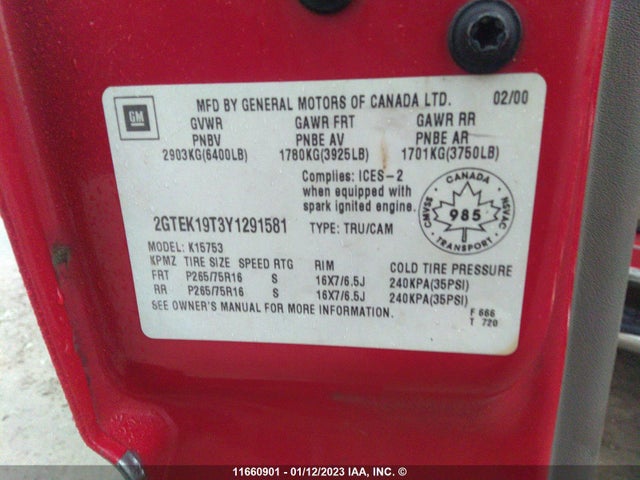 GM
MFD BY GENERAL MOTORS OF CANADA LTD. 02/00
GVWR GAWR FRT GAWR RR
PNBV PNBE AV PNBE AR
2903KG(6400LB) 1780KG(3925LB) 1701KG(3750LB)
Complies: ICES-2
when equipped with
spark ignited engine.
CANADA
CMVSS 985 NSVAC
TRANSPORT
2GTEK19T3Y1291581 TYPE: TRU/CAM
MODEL: K15753
KPMZ TIRE SIZE SPEED RTG RIM COLD TIRE PRESSURE
FRT P265/75R16 S 16X7/6.5J 240KPA(35PSI)
RR P265/75R16 S 16X7/6.5J 240KPA(35PSI)
SEE OWNER'S MANUAL FOR MORE INFORMATION.
F 666
T 720
11660901 - 01/12/2023 IAA, INC. ©